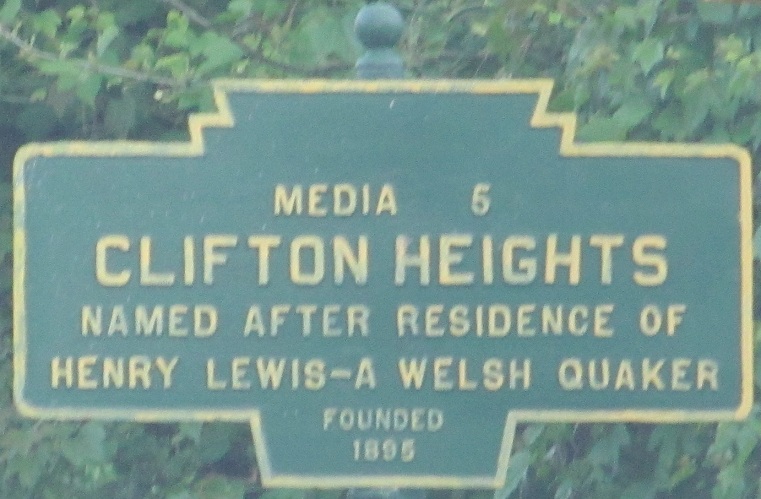 MEDIA 5
CLIFTON HEIGHTS
NAMED AFTER RESIDENCE OF
HENRY LEWIS-A WELSH QUAKER
FOUNDED
1895